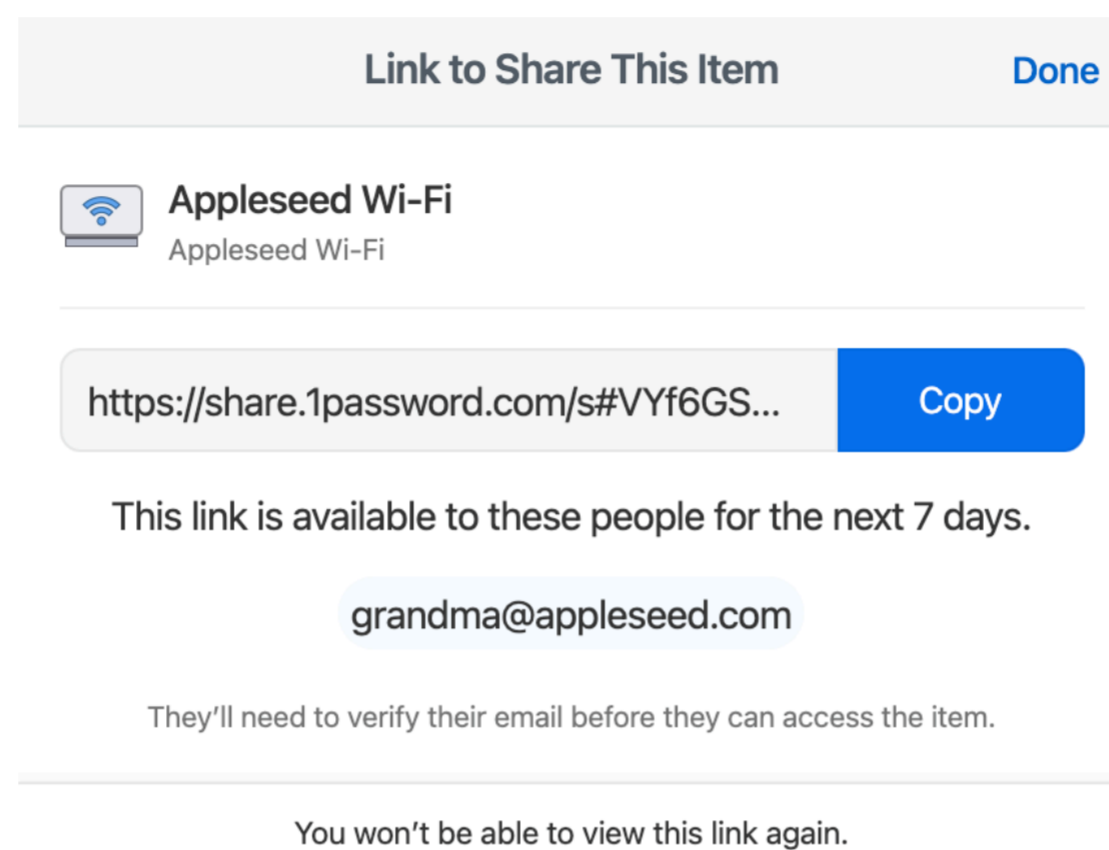 Link to Share This Item
Done
Appleseed Wi-Fi
Appleseed Wi-Fi
https://share.1password.com/s#VYf6GS...
Copy
This link is available to these people for the next 7 days.
grandma@appleseed.com
They’ll need to verify their email before they can access the item.
You won’t be able to view this link again.